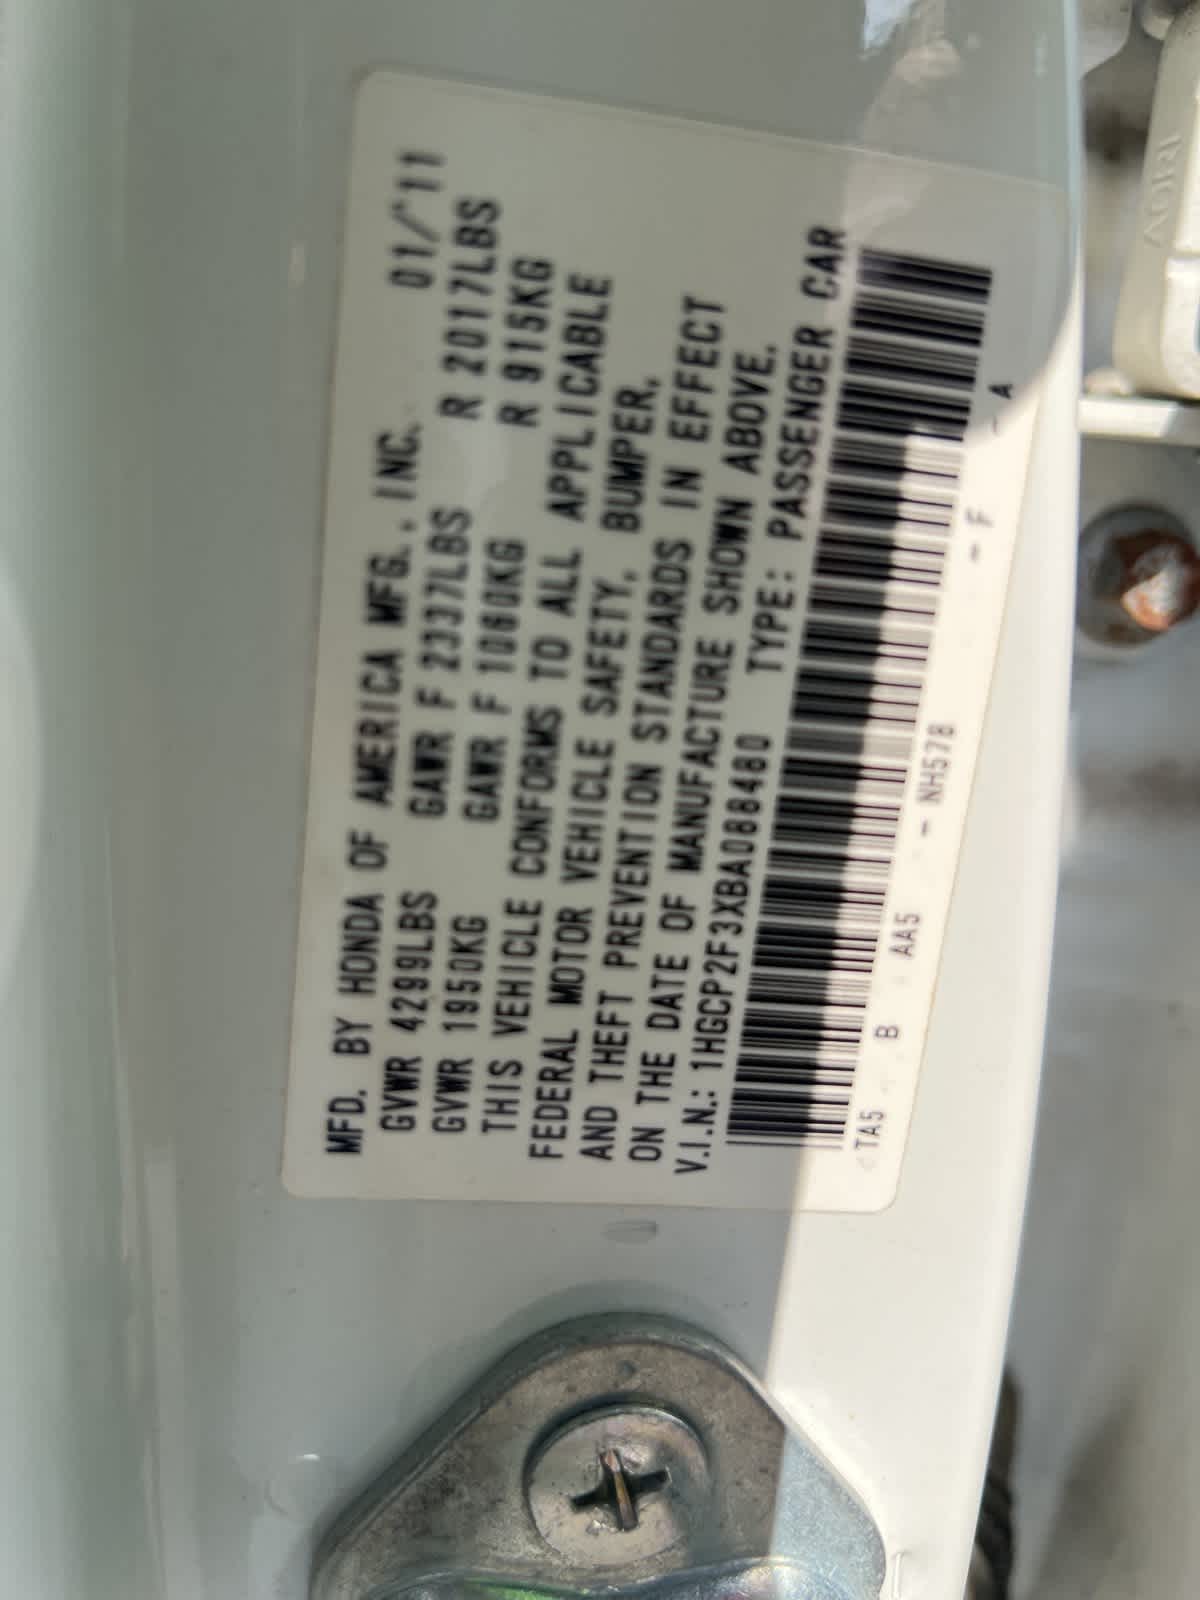 MFD. BY HONDA OF AMERICA MFG., INC. 01/'11
GVWR 4299LBS GAWR F 2337LBS R 2017LBS
GVWR 1950KG GAWR F 1060KG R 915KG
THIS VEHICLE CONFORMS TO ALL APPLICABLE
FEDERAL MOTOR VEHICLE SAFETY, BUMPER,
AND THEFT PREVENTION STANDARDS IN EFFECT
ON THE DATE OF MANUFACTURE SHOWN ABOVE.
V.I.N.: 1HGCP2F3XBA088480 TYPE: PASSENGER CAR
TA5 B AA5 - NH578 - F - A